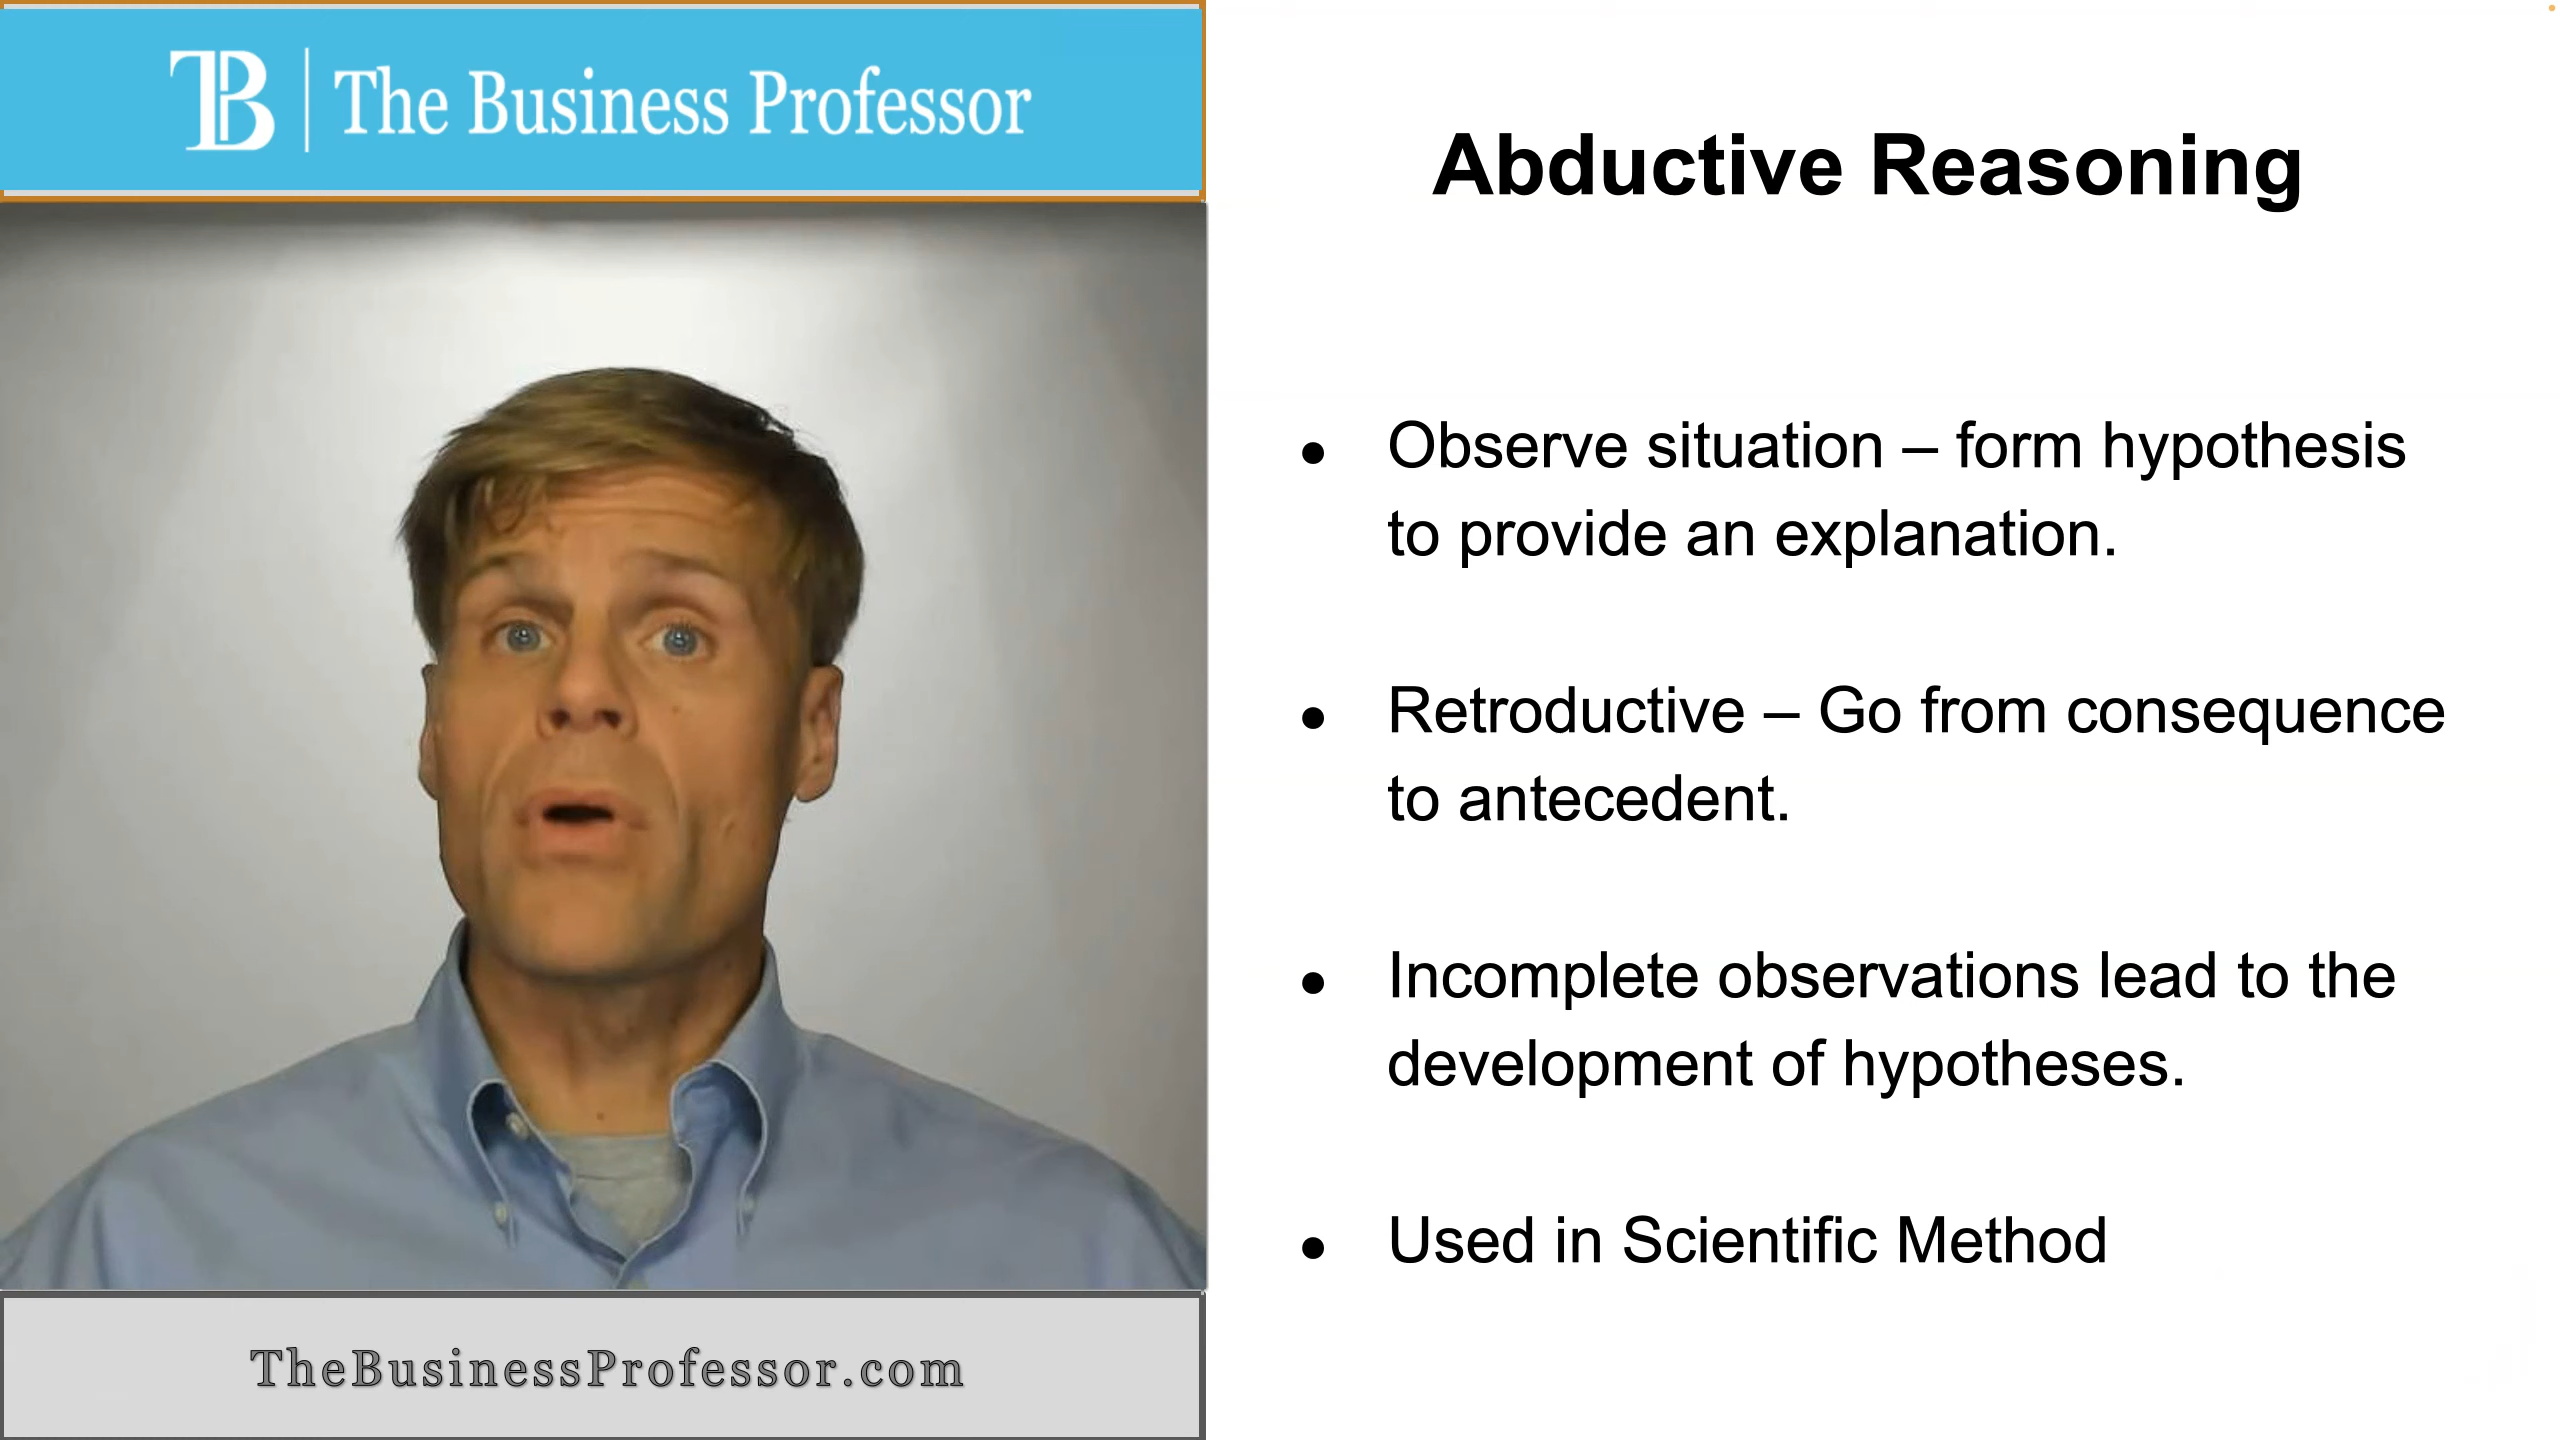 TB | The Business Professor
Abductive Reasoning
● Observe situation – form hypothesis
to provide an explanation.
● Retroductive – Go from consequence
to antecedent.
● Incomplete observations lead to the
development of hypotheses.
● Used in Scientific Method
TheBusinessProfessor.com